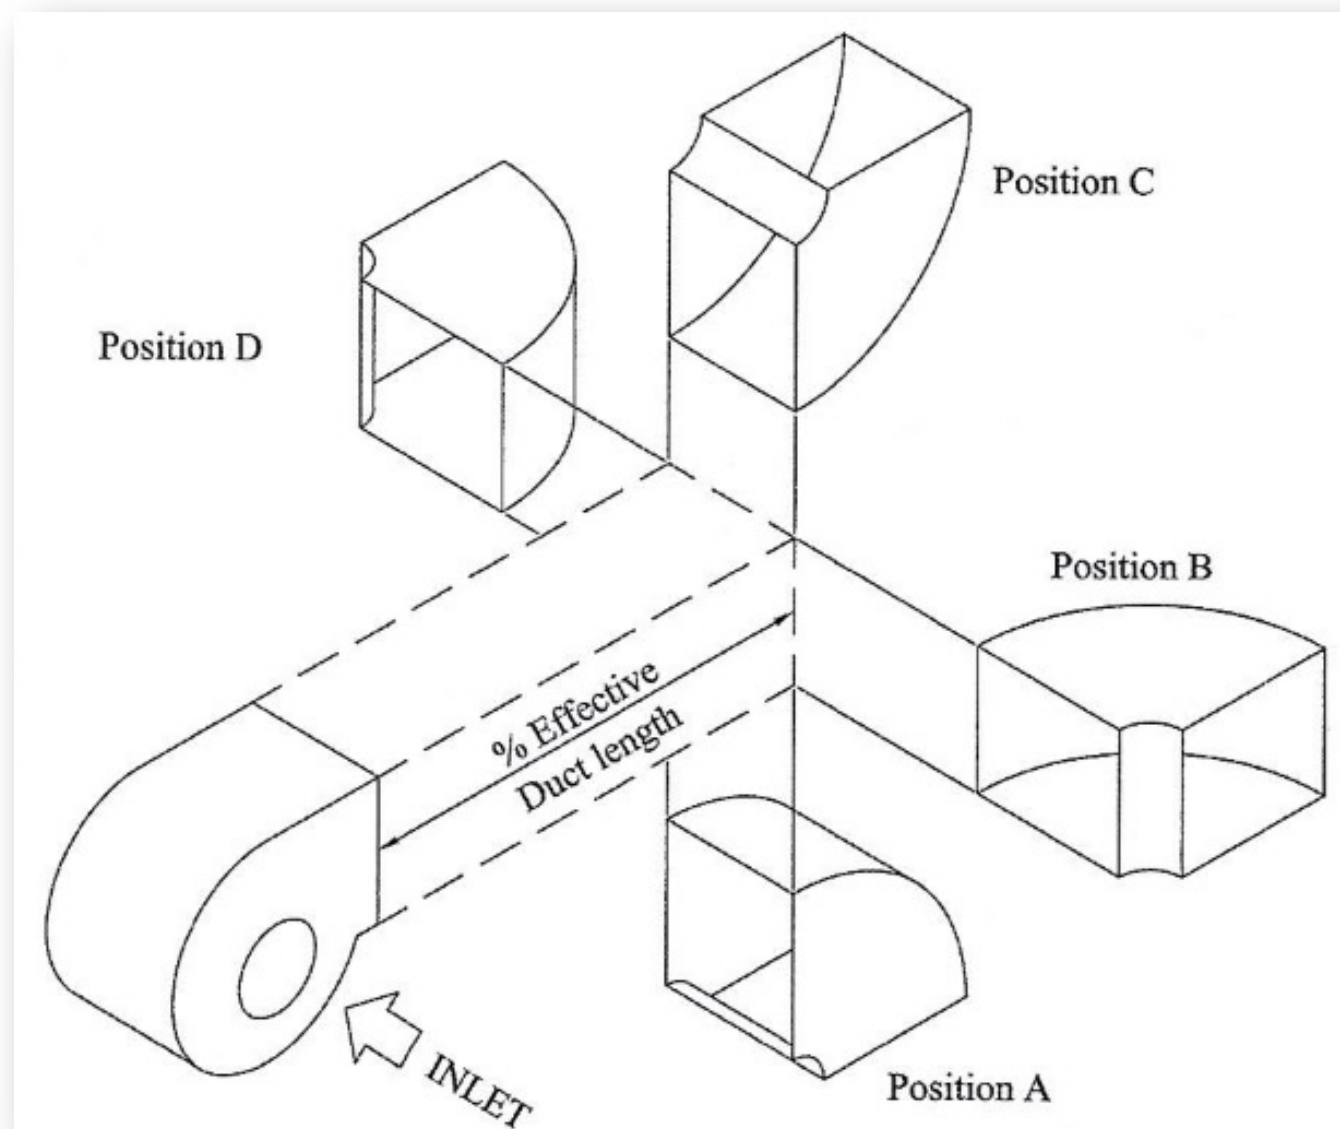 Position C
Position D
Position B
% Effective
Duct length
INLET
Position A